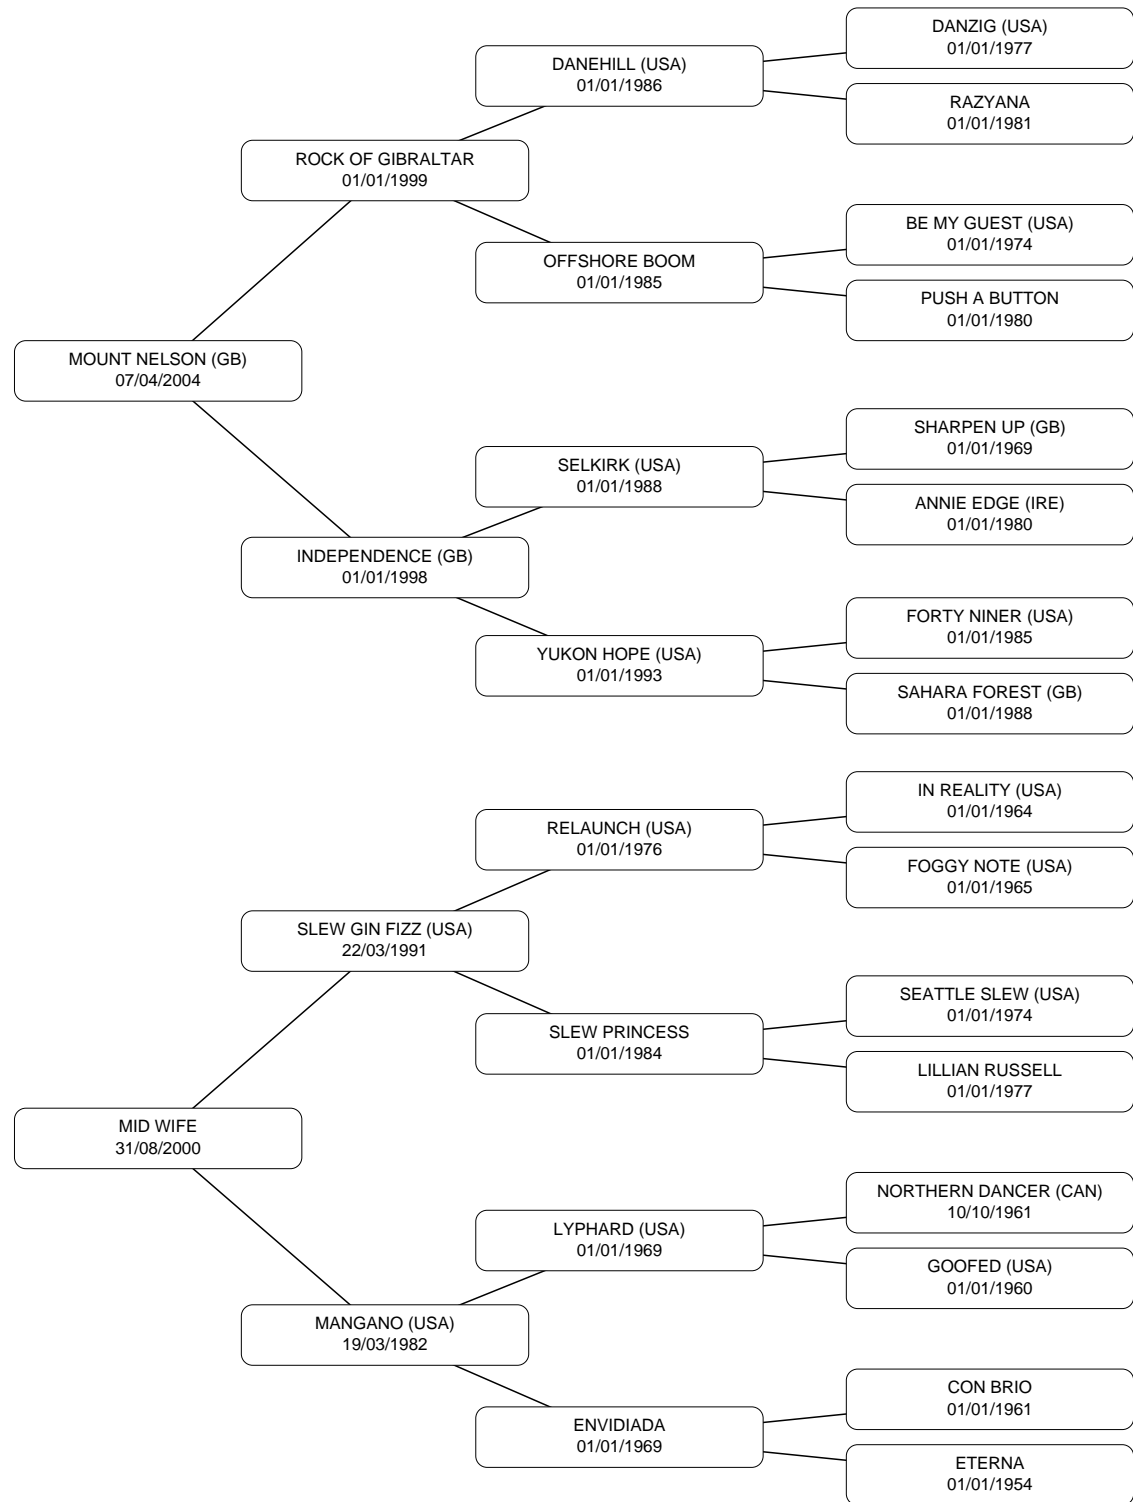 DANZIG (USA)
01/01/1977
DANEHILL (USA)
01/01/1986
RAZYANA
01/01/1981
ROCK OF GIBRALTAR
01/01/1999
BE MY GUEST (USA)
01/01/1974
OFFSHORE BOOM
01/01/1985
PUSH A BUTTON
01/01/1980
MOUNT NELSON (GB)
07/04/2004
SHARPEN UP (GB)
01/01/1969
SELKIRK (USA)
01/01/1988
ANNIE EDGE (IRE)
01/01/1980
INDEPENDENCE (GB)
01/01/1998
FORTY NINER (USA)
01/01/1985
YUKON HOPE (USA)
01/01/1993
SAHARA FOREST (GB)
01/01/1988
IN REALITY (USA)
01/01/1964
RELAUNCH (USA)
01/01/1976
FOGGY NOTE (USA)
01/01/1965
SLEW GIN FIZZ (USA)
22/03/1991
SEATTLE SLEW (USA)
01/01/1974
SLEW PRINCESS
01/01/1984
LILLIAN RUSSELL
01/01/1977
MID WIFE
31/08/2000
NORTHERN DANCER (CAN)
10/10/1961
LYPHARD (USA)
01/01/1969
GOOFED (USA)
01/01/1960
MANGANO (USA)
19/03/1982
CON BRIO
01/01/1961
ENVIDIADA
01/01/1969
ETERNA
01/01/1954